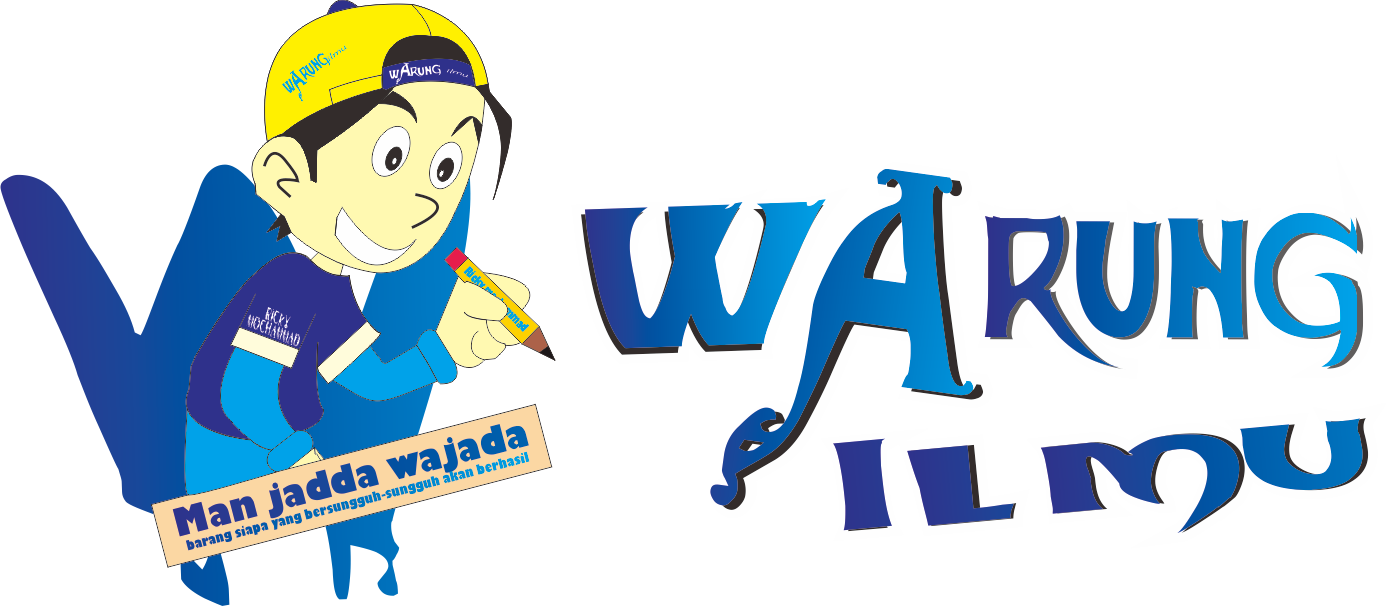 WARUNG ilmu
WARUNG ilmu
RICKY
MOCHAMMAD
Man jadda wajada
barang siapa yang bersungguh-sungguh akan berhasil
WARUNG
ILMU